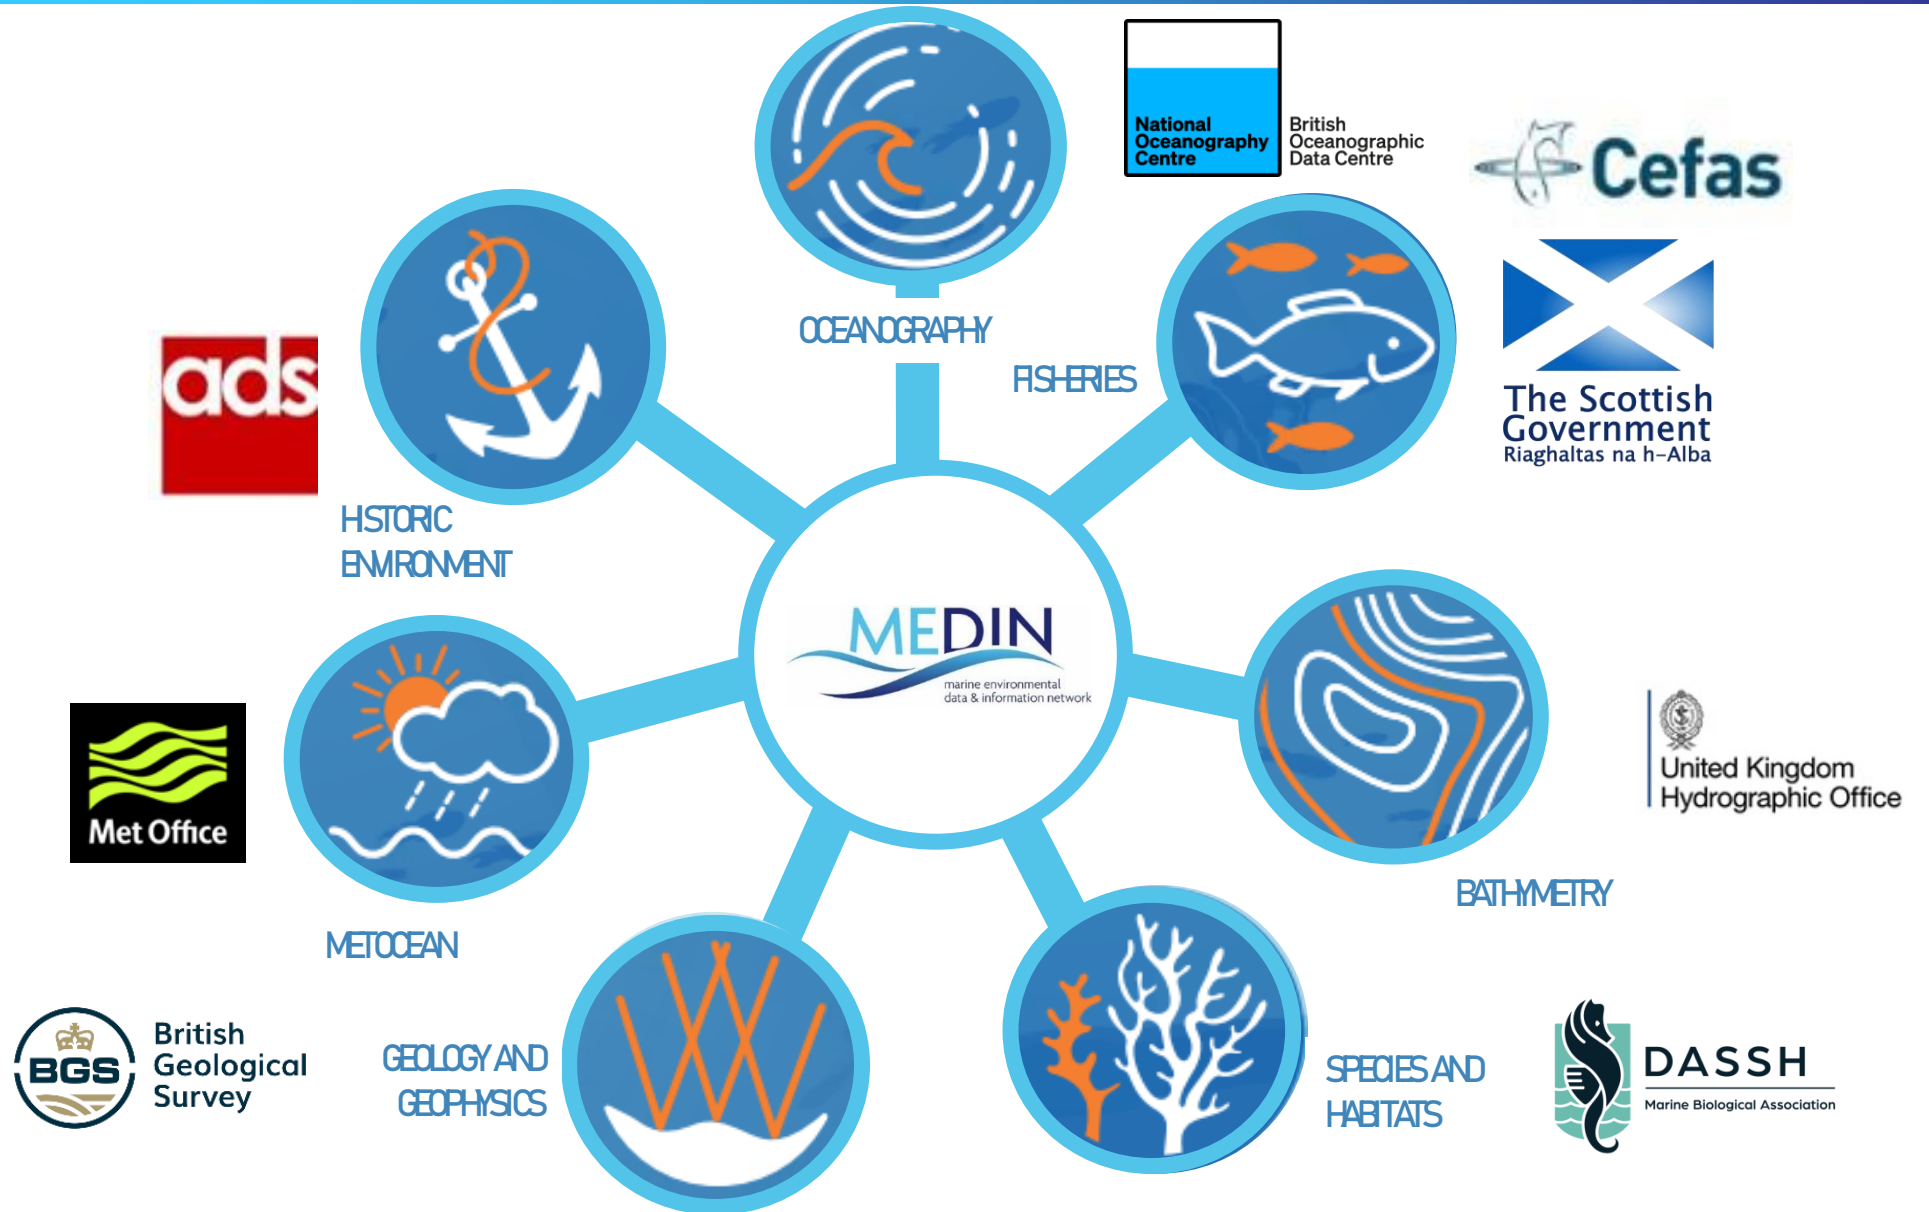 National
Oceanography
Centre
British
Oceanographic
Data Centre
Cefas
OCEANOGRAPHY
FISHERIES
The Scottish
Government
Riaghaltas na h-Alba
ads
HISTORIC
ENVIRONMENT
MEDIN
marine environmental
data & information network
United Kingdom
Hydrographic Office
Met Office
BATHYMETRY
METOCEAN
BGS
British
Geological
Survey
GEOLOGY AND
GEOPHYSICS
SPECIES AND
HABITATS
DASSH
Marine Biological Association